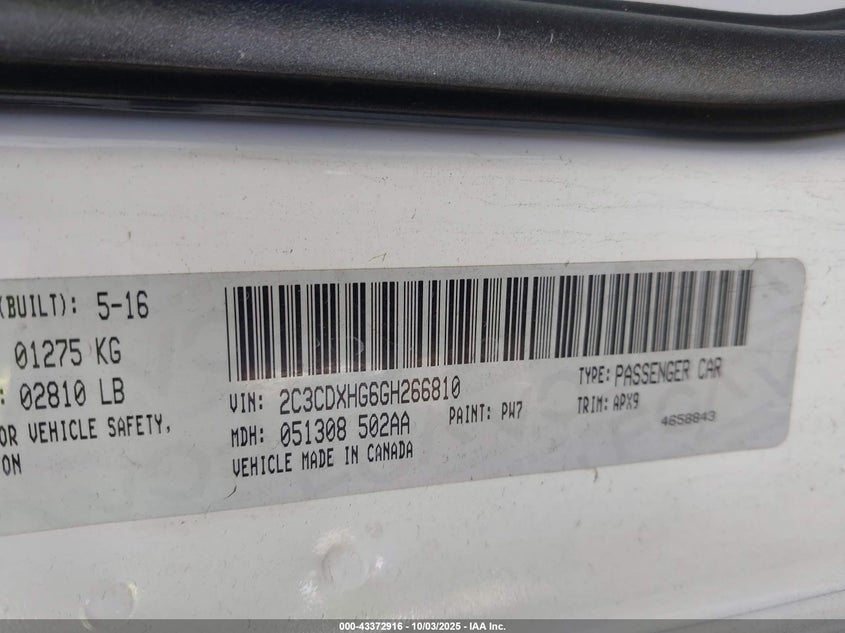 (BUILT): 5-16
01275 KG
02810 LB
OR VEHICLE SAFETY,
ON
VIN: 2C3CDXHG6GH266810
TYPE: PASSENGER CAR
MDH: 051308 502AA
PAINT: PW7
TRIM: APX9
4658843
VEHICLE MADE IN CANADA
000-43372916 - 10/03/2025 - IAA Inc.